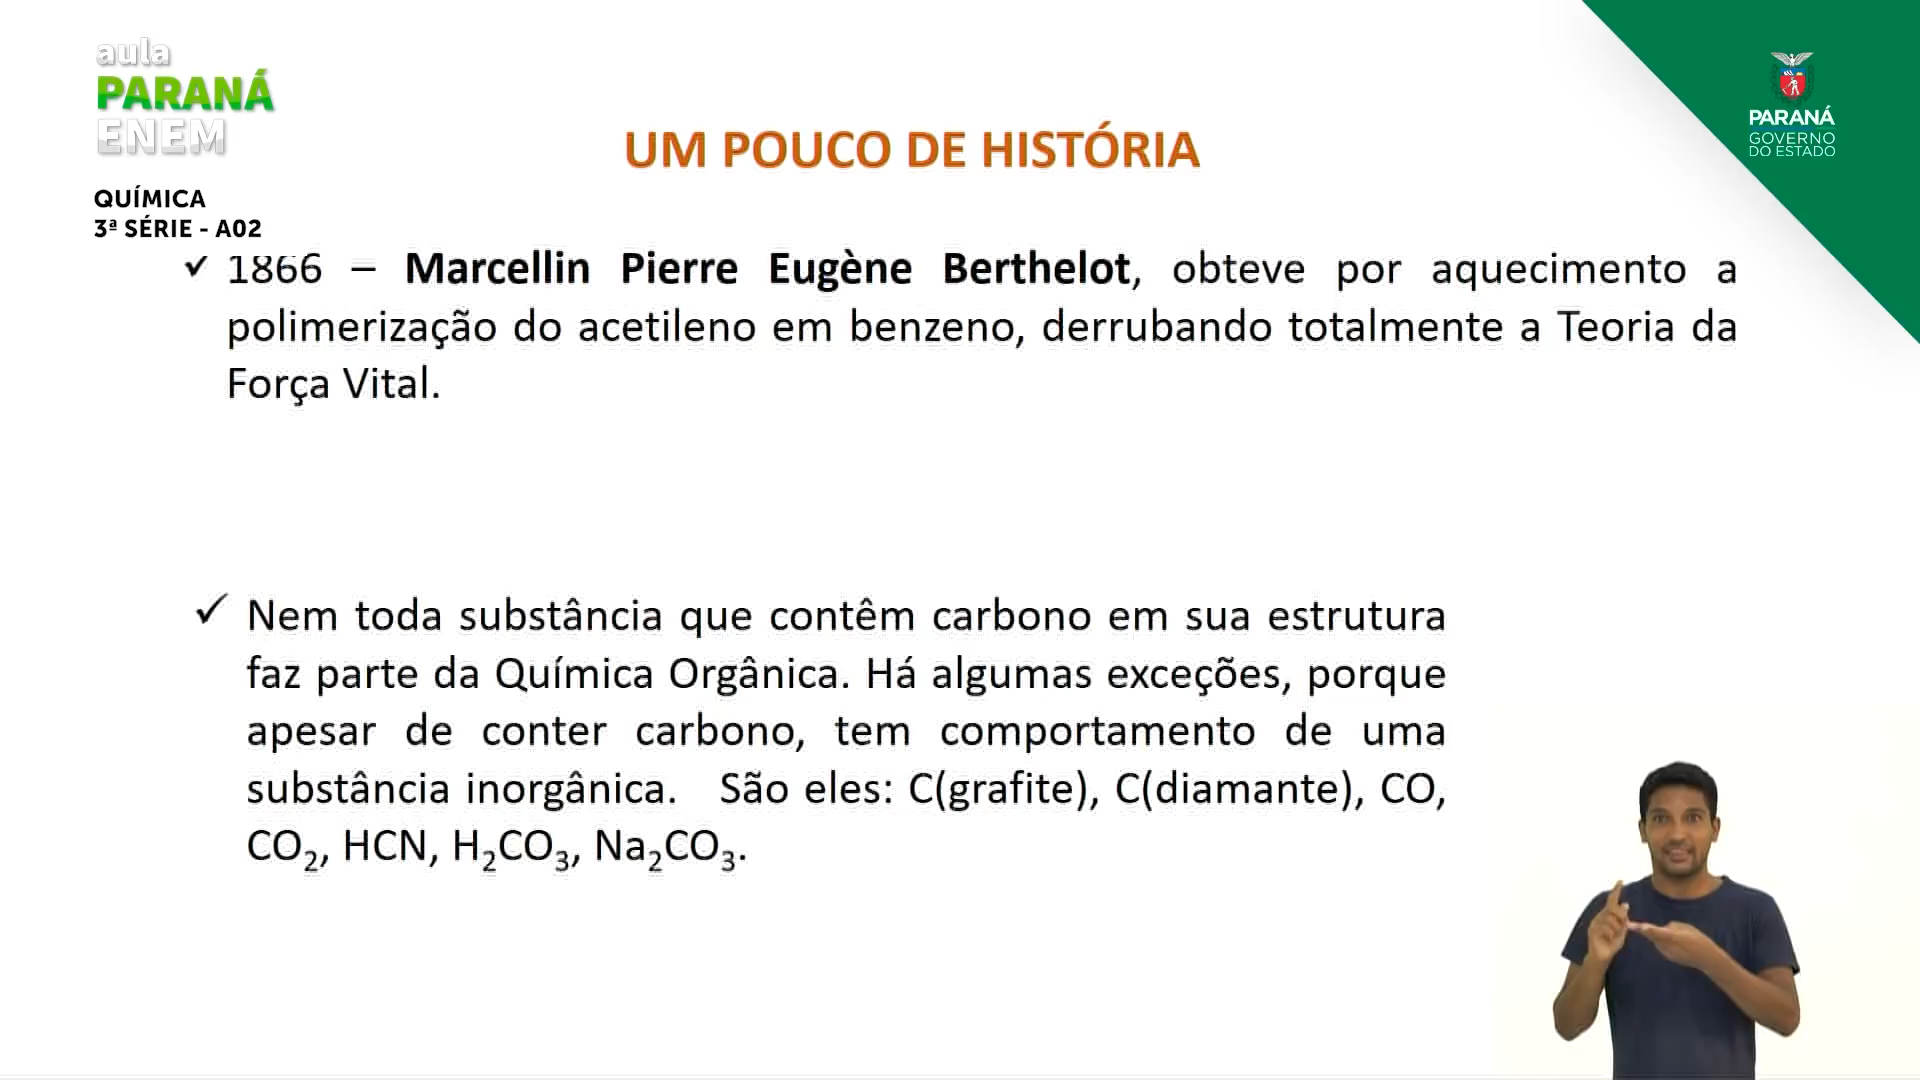 aula
PARANÁ
ENEM
PARANÁ
GOVERNO
DO ESTADO
UM POUCO DE HISTÓRIA
QUÍMICA
3ª SÉRIE - A02
✓ 1866 – Marcellin Pierre Eugène Berthelot, obteve por aquecimento a
polimerização do acetileno em benzeno, derrubando totalmente a Teoria da
Força Vital.
✓ Nem toda substância que contêm carbono em sua estrutura
faz parte da Química Orgânica. Há algumas exceções, porque
apesar de conter carbono, tem comportamento de uma
substância inorgânica. São eles: C(grafite), C(diamante), CO,
CO₂, HCN, H₂CO₃, Na₂CO₃.